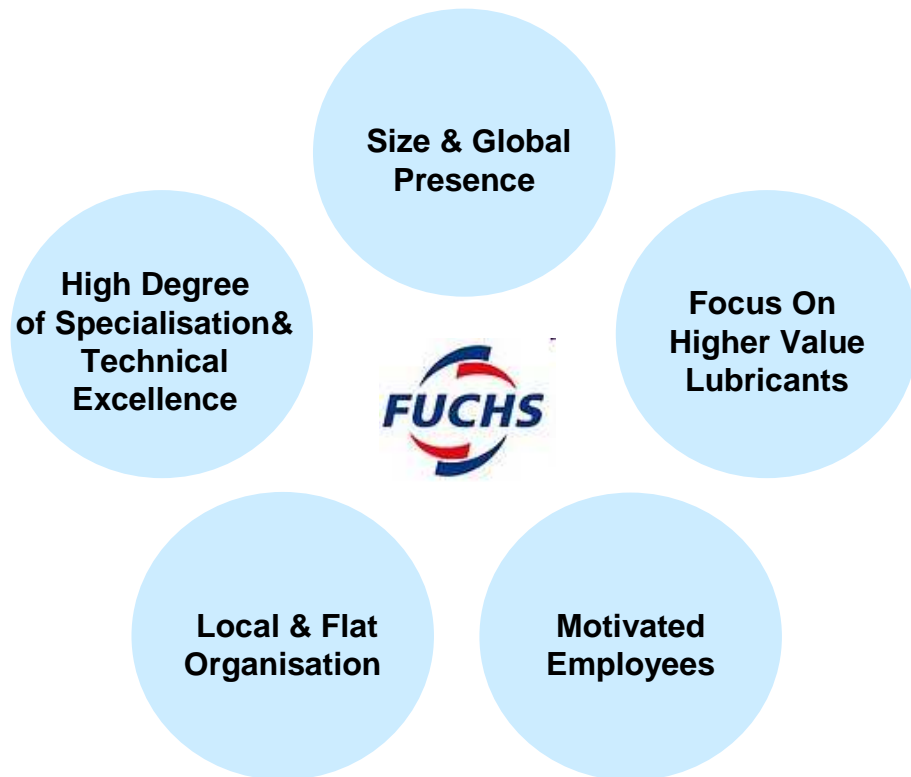 Size & Global
Presence
High Degree
of Specialisation&
Technical
Excellence
Focus On
Higher Value
Lubricants
FUCHS
Local & Flat
Organisation
Motivated
Employees